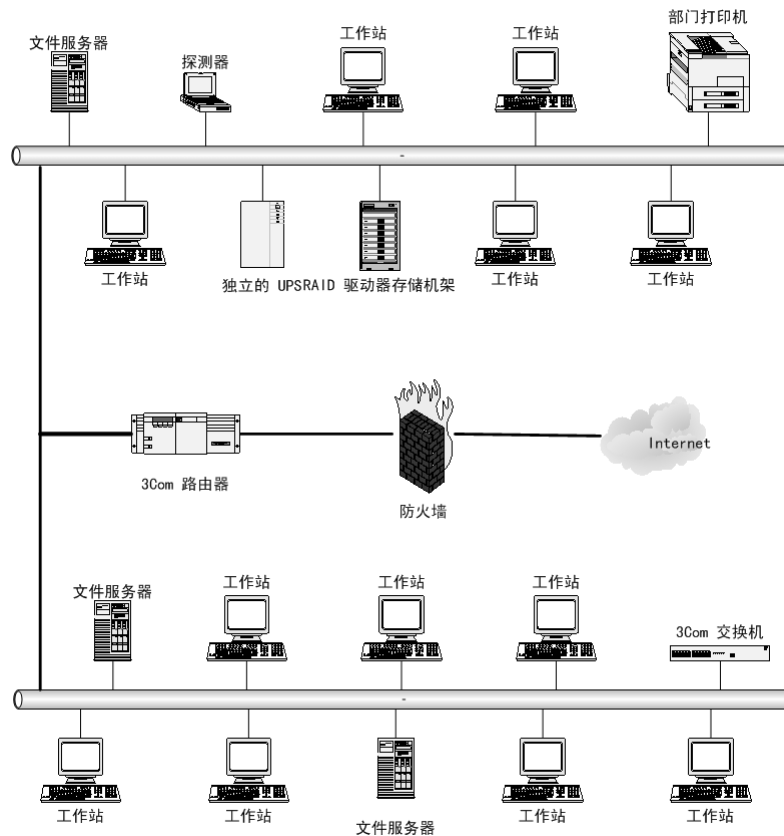 工作站
工作站
部门打印机
文件服务器
探测器
工作站
独立的 UPSRAID 驱动器存储机架
工作站
工作站
Internet
3Com 路由器
防火墙
文件服务器
工作站
工作站
工作站
3Com 交换机
工作站
工作站
文件服务器
工作站
工作站